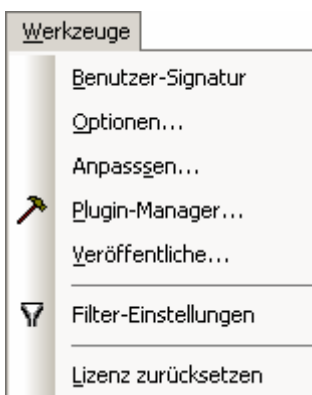 Werkzeuge
Benutzer-Signatur
Optionen...
Anpasssen...
Plugin-Manager...
Veröffentliche...
Filter-Einstellungen
Lizenz zurücksetzen